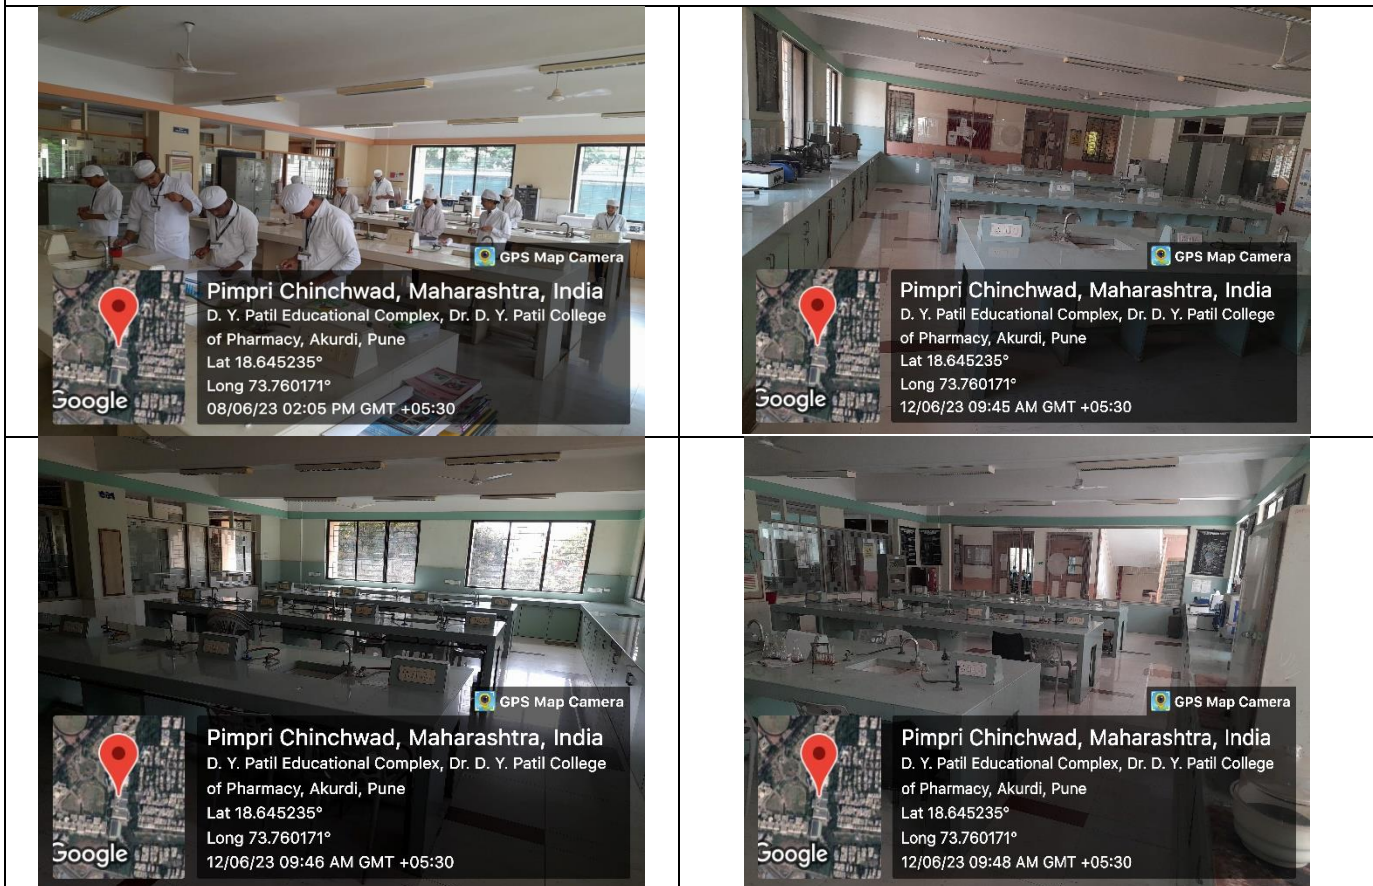 GPS Map Camera
Pimpri Chinchwad, Maharashtra, India
D. Y. Patil Educational Complex, Dr. D. Y. Patil College
of Pharmacy, Akurdi, Pune
Lat 18.645235°
Long 73.760171°
08/06/23 02:05 PM GMT +05:30
Google
GPS Map Camera
Pimpri Chinchwad, Maharashtra, India
D. Y. Patil Educational Complex, Dr. D. Y. Patil College
of Pharmacy, Akurdi, Pune
Lat 18.645235°
Long 73.760171°
12/06/23 09:45 AM GMT +05:30
Google
GPS Map Camera
Pimpri Chinchwad, Maharashtra, India
D. Y. Patil Educational Complex, Dr. D. Y. Patil College
of Pharmacy, Akurdi, Pune
Lat 18.645235°
Long 73.760171°
12/06/23 09:46 AM GMT +05:30
Google
GPS Map Camera
Pimpri Chinchwad, Maharashtra, India
D. Y. Patil Educational Complex, Dr. D. Y. Patil College
of Pharmacy, Akurdi, Pune
Lat 18.645235°
Long 73.760171°
12/06/23 09:48 AM GMT +05:30
Google